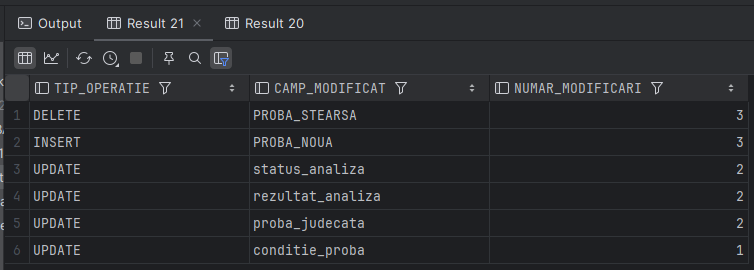 Output Result 21 × Result 20
TIP_OPERATIE CAMP_MODIFICAT NUMAR_MODIFICARI
1 DELETE PROBA_STEARSA 3
2 INSERT PROBA_NOUA 3
3 UPDATE status_analiza 2
4 UPDATE rezultat_analiza 2
5 UPDATE proba_judecata 2
6 UPDATE conditie_proba 1